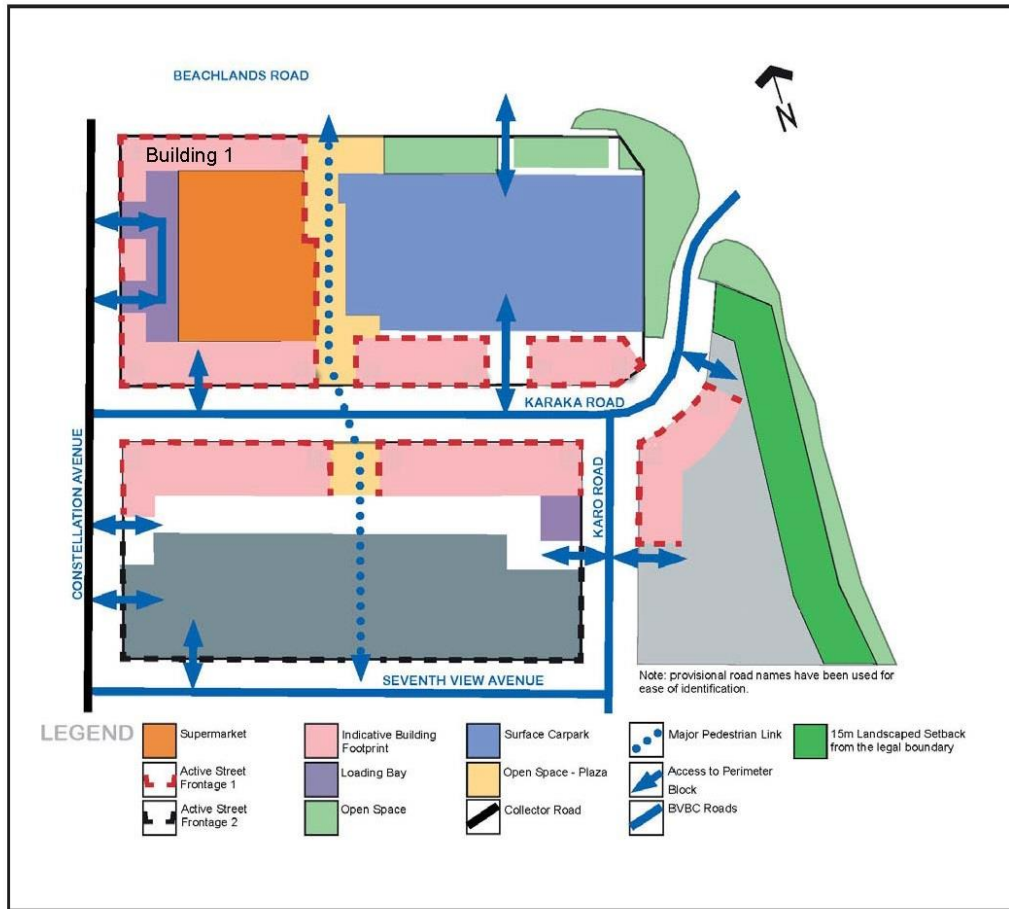 BEACHLANDS ROAD
N
Building 1
KARAKA ROAD
CONSTELLATION AVENUE
KARO ROAD
SEVENTH VIEW AVENUE
Note: provisional road names have been used for
ease of identification.
LEGEND
Supermarket
Indicative Building
Footprint
Surface Carpark
Major Pedestrian Link
15m Landscaped Setback
from the legal boundary
Active Street
Frontage 1
Loading Bay
Open Space - Plaza
Access to Perimeter
Block
Active Street
Frontage 2
Open Space
Collector Road
BVBC Roads